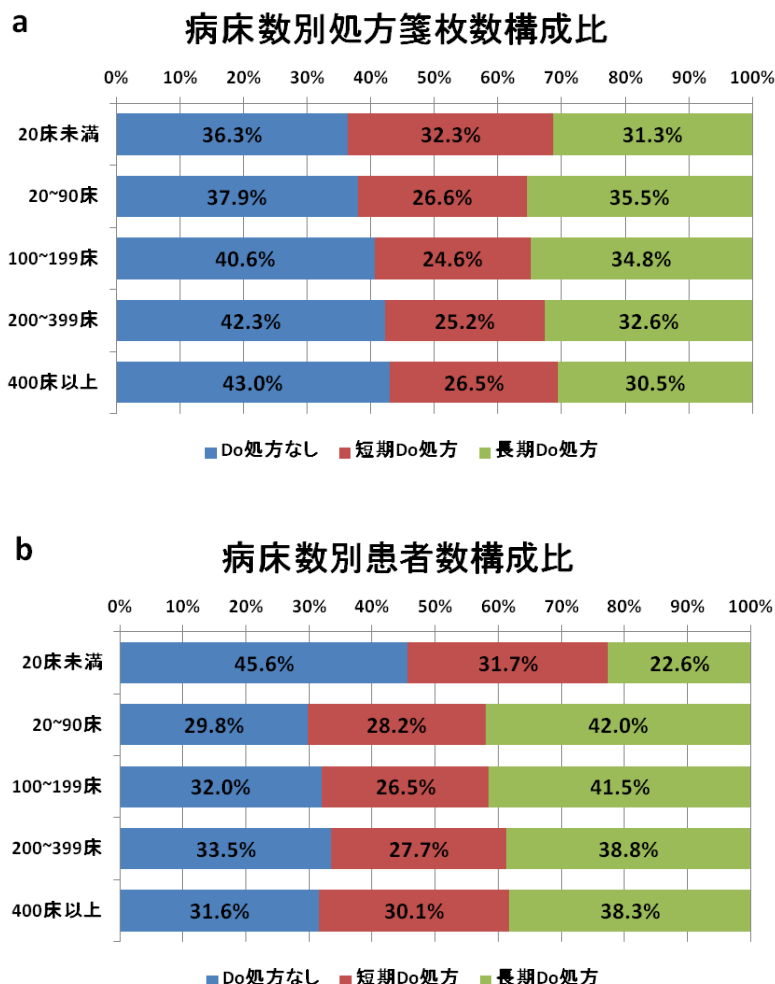 a
病床数別処方箋枚数構成比
0% 10% 20% 30% 40% 50% 60% 70% 80% 90% 100%
20床未満 36.3% 32.3% 31.3%
20~90床 37.9% 26.6% 35.5%
100~199床 40.6% 24.6% 34.8%
200~399床 42.3% 25.2% 32.6%
400床以上 43.0% 26.5% 30.5%
Do処方なし 短期Do処方 長期Do処方
b
病床数別患者数構成比
0% 10% 20% 30% 40% 50% 60% 70% 80% 90% 100%
20床未満 45.6% 31.7% 22.6%
20~90床 29.8% 28.2% 42.0%
100~199床 32.0% 26.5% 41.5%
200~399床 33.5% 27.7% 38.8%
400床以上 31.6% 30.1% 38.3%
Do処方なし 短期Do処方 長期Do処方